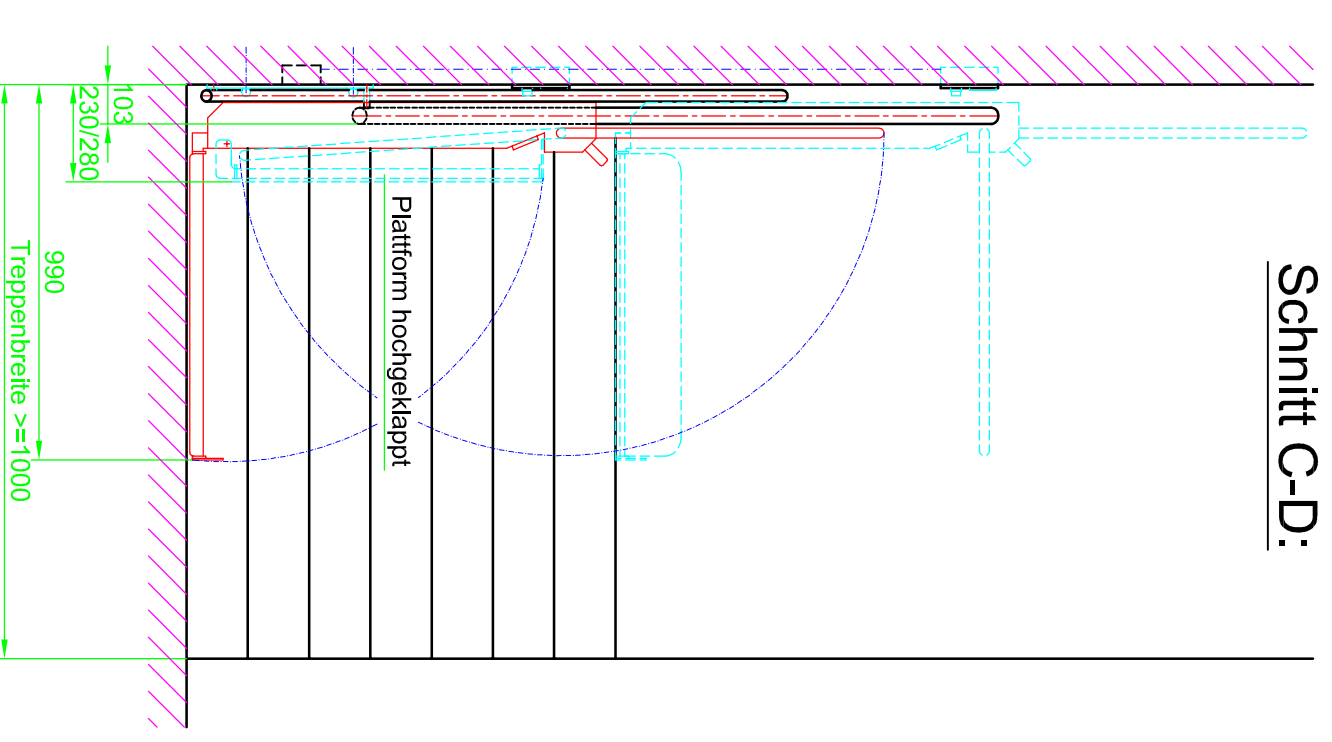 Schnitt C-D:
Plattform hochgeklappt
103
230/280
990
Treppenbreite >=1000